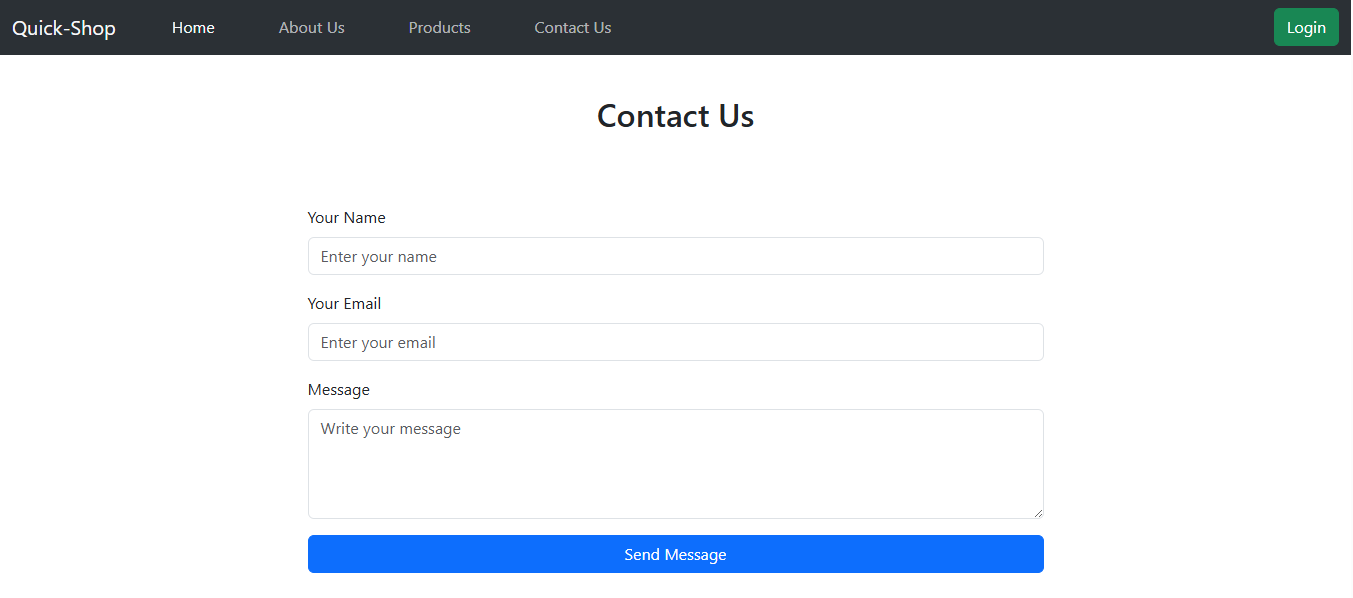 Quick-Shop Home About Us Products Contact Us Login
Contact Us
Your Name
Enter your name
Your Email
Enter your email
Message
Write your message
Send Message